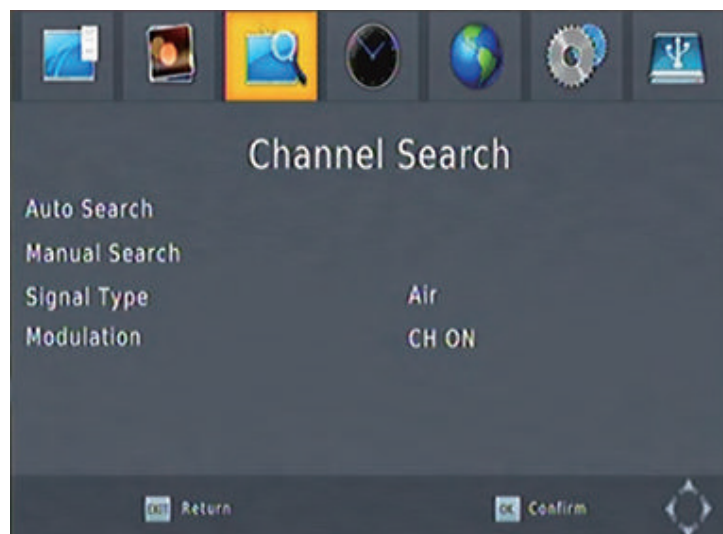 Channel Search
Auto Search
Manual Search
Signal Type Air
Modulation CH ON
EXIT Return OK Confirm